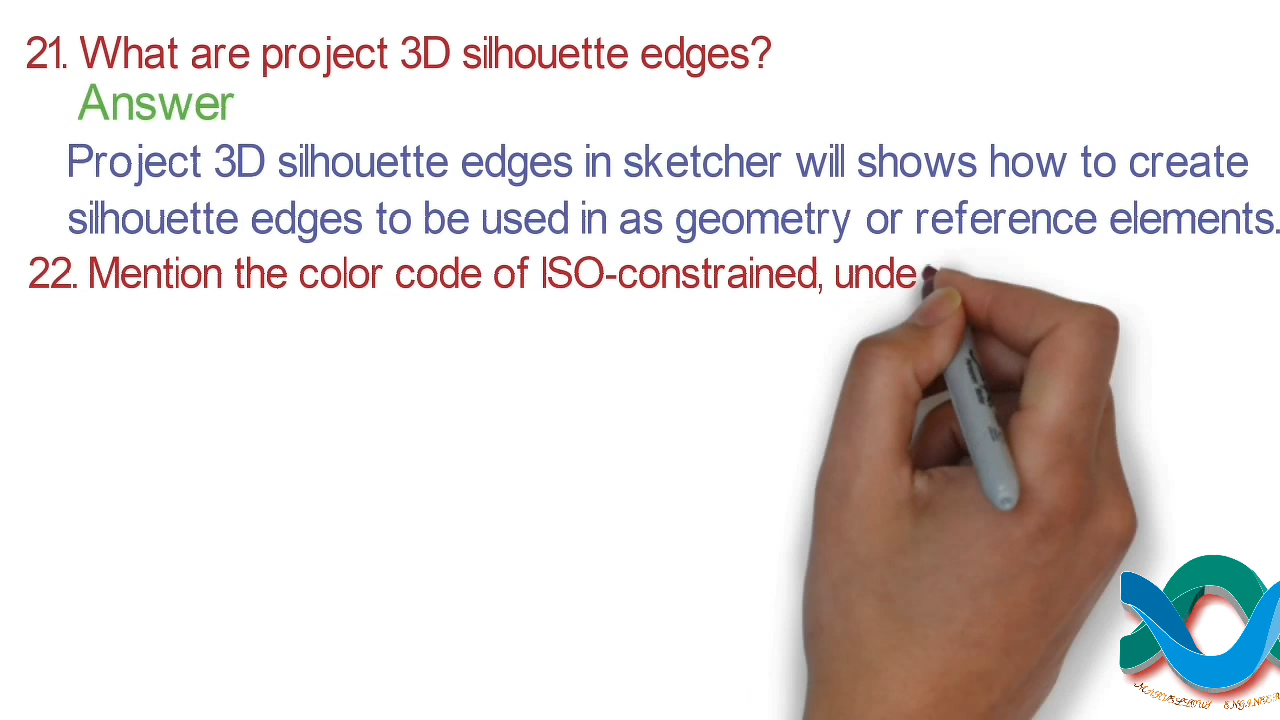 21. What are project 3D silhouette edges?
Answer
Project 3D silhouette edges in sketcher will shows how to create
silhouette edges to be used in as geometry or reference elements.
22. Mention the color code of ISO-constrained, unde